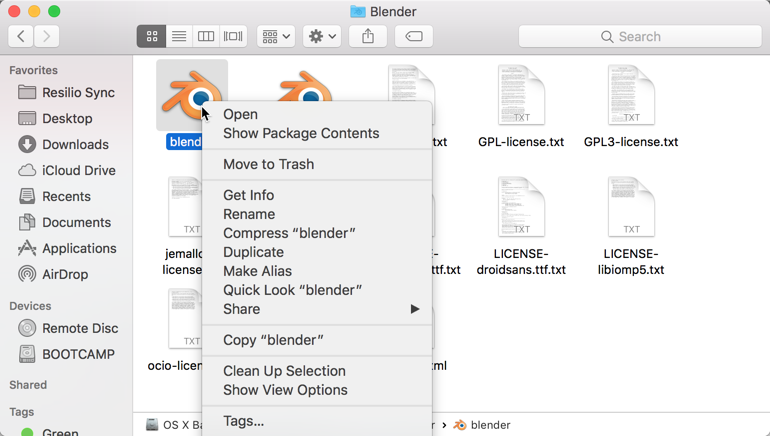 Blender
Search
Favorites
Resilio Sync
Desktop
Downloads
iCloud Drive
Recents
Documents
Applications
AirDrop
Devices
Remote Disc
BOOTCAMP
Shared
Tags
Green
blend
.txt
TXT
GPL-license.txt
TXT
GPL3-license.txt
TXT
Open
Show Package Contents
Move to Trash
Get Info
Rename
Compress “blender”
Duplicate
Make Alias
Quick Look “blender”
Share
Copy “blender”
Clean Up Selection
Show View Options
Tags...
TXT
jemallo
license
E-
ttf.txt
TXT
LICENSE-
droidsans.ttf.txt
TXT
LICENSE-
libiomp5.txt
TXT
ocio-licen
ml
OS X Ba
r › blender